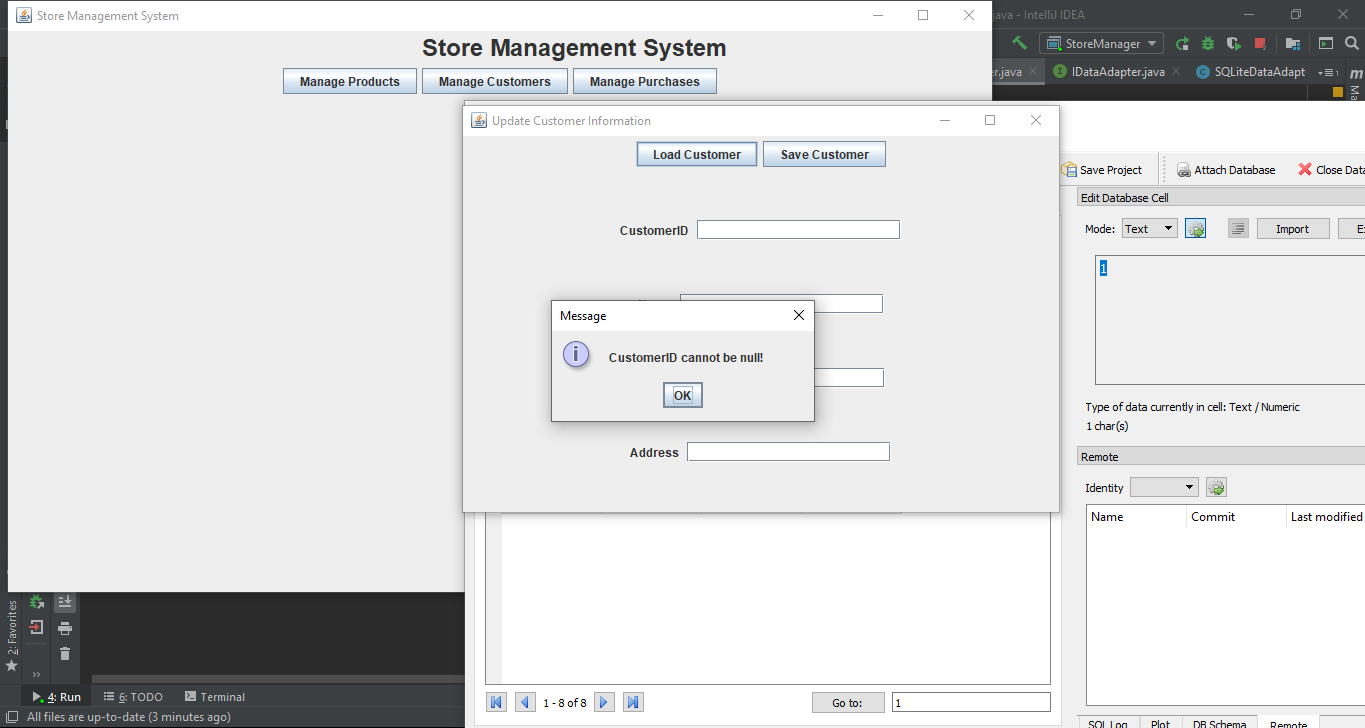 Store Management System
Store Management System
Manage Products Manage Customers Manage Purchases
.java - IntelliJ IDEA
StoreManager
IDataAdapter.java SQLiteDataAdapt
Update Customer Information
Load Customer Save Customer
CustomerID
Message
CustomerID cannot be null!
OK
Address
Save Project Attach Database Close Data
Edit Database Cell
Mode: Text Import
1
Type of data currently in cell: Text / Numeric
1 char(s)
Remote
Identity
Name Commit Last modified
1 - 8 of 8 Go to: 1
SQL Log Plot DB Schema Remote
2: Favorites
4: Run 6: TODO Terminal
All files are up-to-date (3 minutes ago)